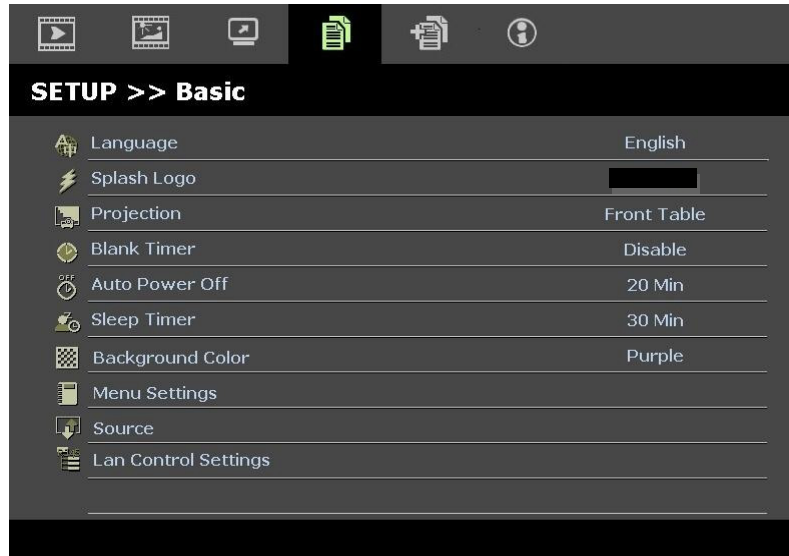 SETUP >> Basic
Language English
Splash Logo
Projection Front Table
Blank Timer Disable
OFF
Auto Power Off 20 Min
Sleep Timer 30 Min
Background Color Purple
Menu Settings
Source
Lan Control Settings